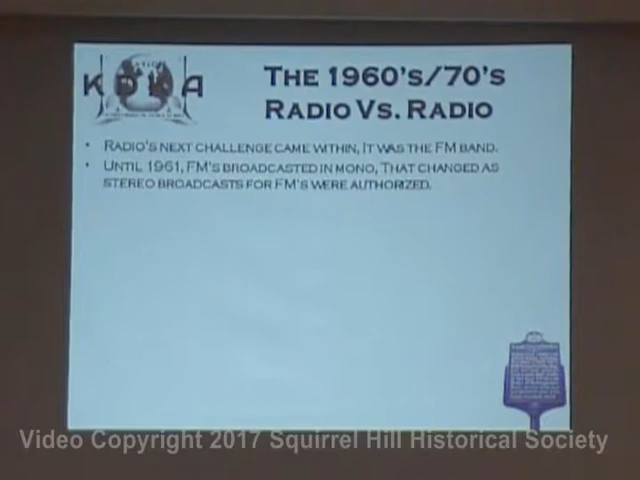 KDKA
THE 1960'S/70'S
RADIO VS. RADIO
• RADIO'S NEXT CHALLENGE CAME WITHIN, IT WAS THE FM BAND.
• UNTIL 1961, FM'S BROADCASTED IN MONO, THAT CHANGED AS
STEREO BROADCASTS FOR FM'S WERE AUTHORIZED.
Video Copyright 2017 Squirrel Hill Historical Society